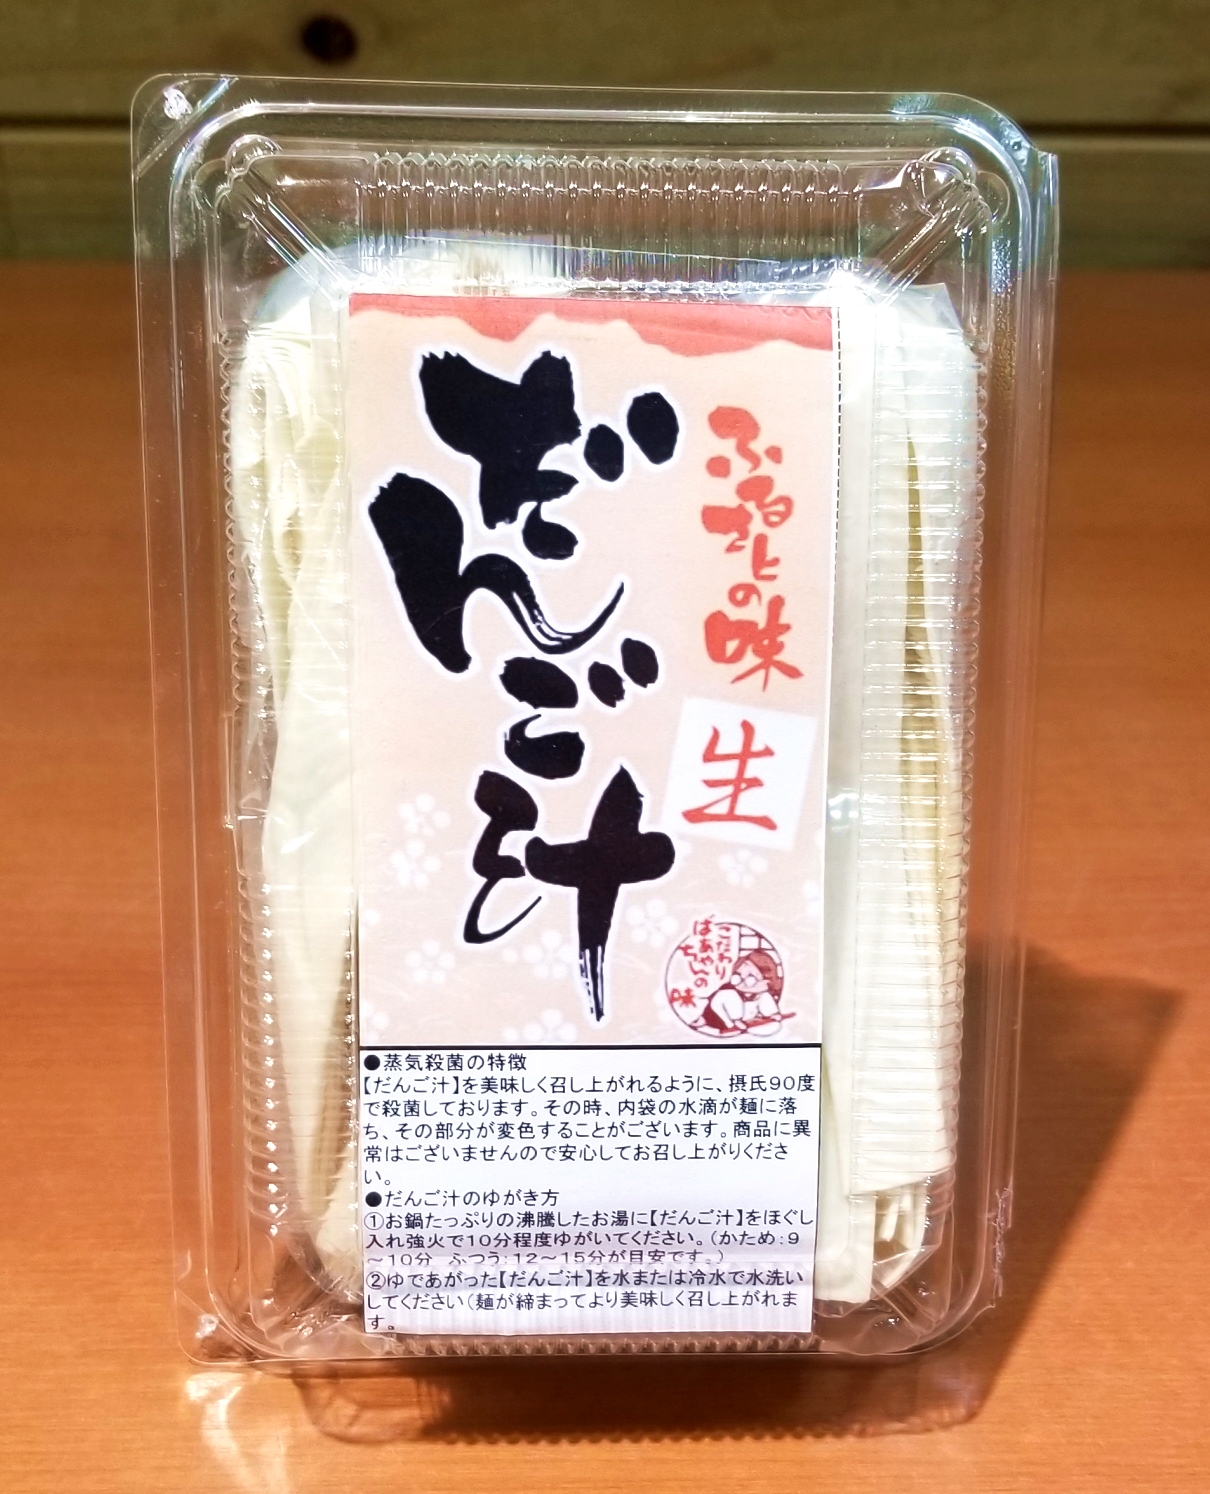 ふるさとの味
だんご汁
生
こだわり
ばあちゃんの
味
●蒸気殺菌の特徴
【だんご汁】を美味しく召し上がれるように、摂氏90度
で殺菌しております。その時、内袋の水滴が麺に落
ち、その部分が変色することがございます。商品に異
常はございませんので安心してお召し上がりくださ
い。
●だんご汁のゆがき方
①お鍋たっぷりの沸騰したお湯に【だんご汁】をほぐし
入れ強火で10分程度ゆがいてください。(かため:9
~10分　ふつう:12~15分が目安です。)
②ゆであがった【だんご汁】を水または冷水で水洗い
してください(麺が締まってより美味しく召し上がれま
す。